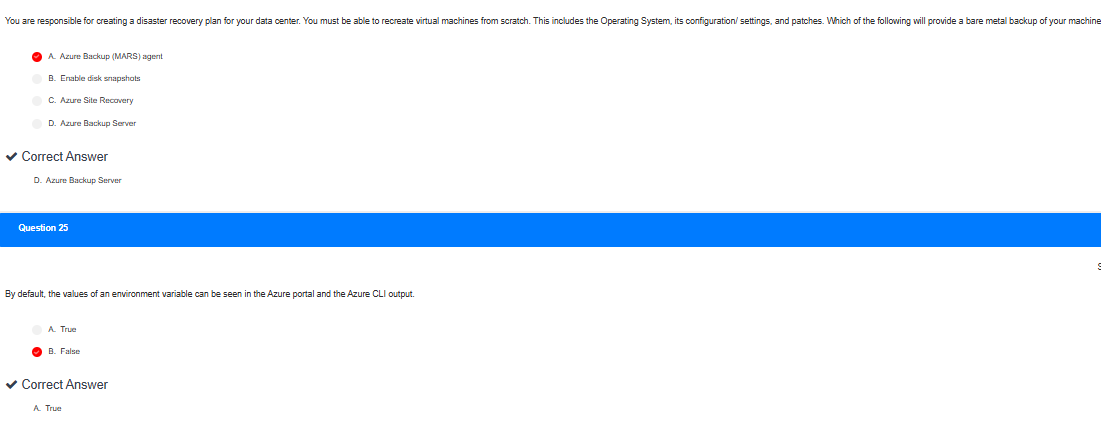 You are responsible for creating a disaster recovery plan for your data center. You must be able to recreate virtual machines from scratch. This includes the Operating System, its configuration/ settings, and patches. Which of the following will provide a bare metal backup of your machine
A. Azure Backup (MARS) agent
B. Enable disk snapshots
C. Azure Site Recovery
D. Azure Backup Server
Correct Answer
D. Azure Backup Server
Question 25
By default, the values of an environment variable can be seen in the Azure portal and the Azure CLI output.
A. True
B. False
Correct Answer
A. True